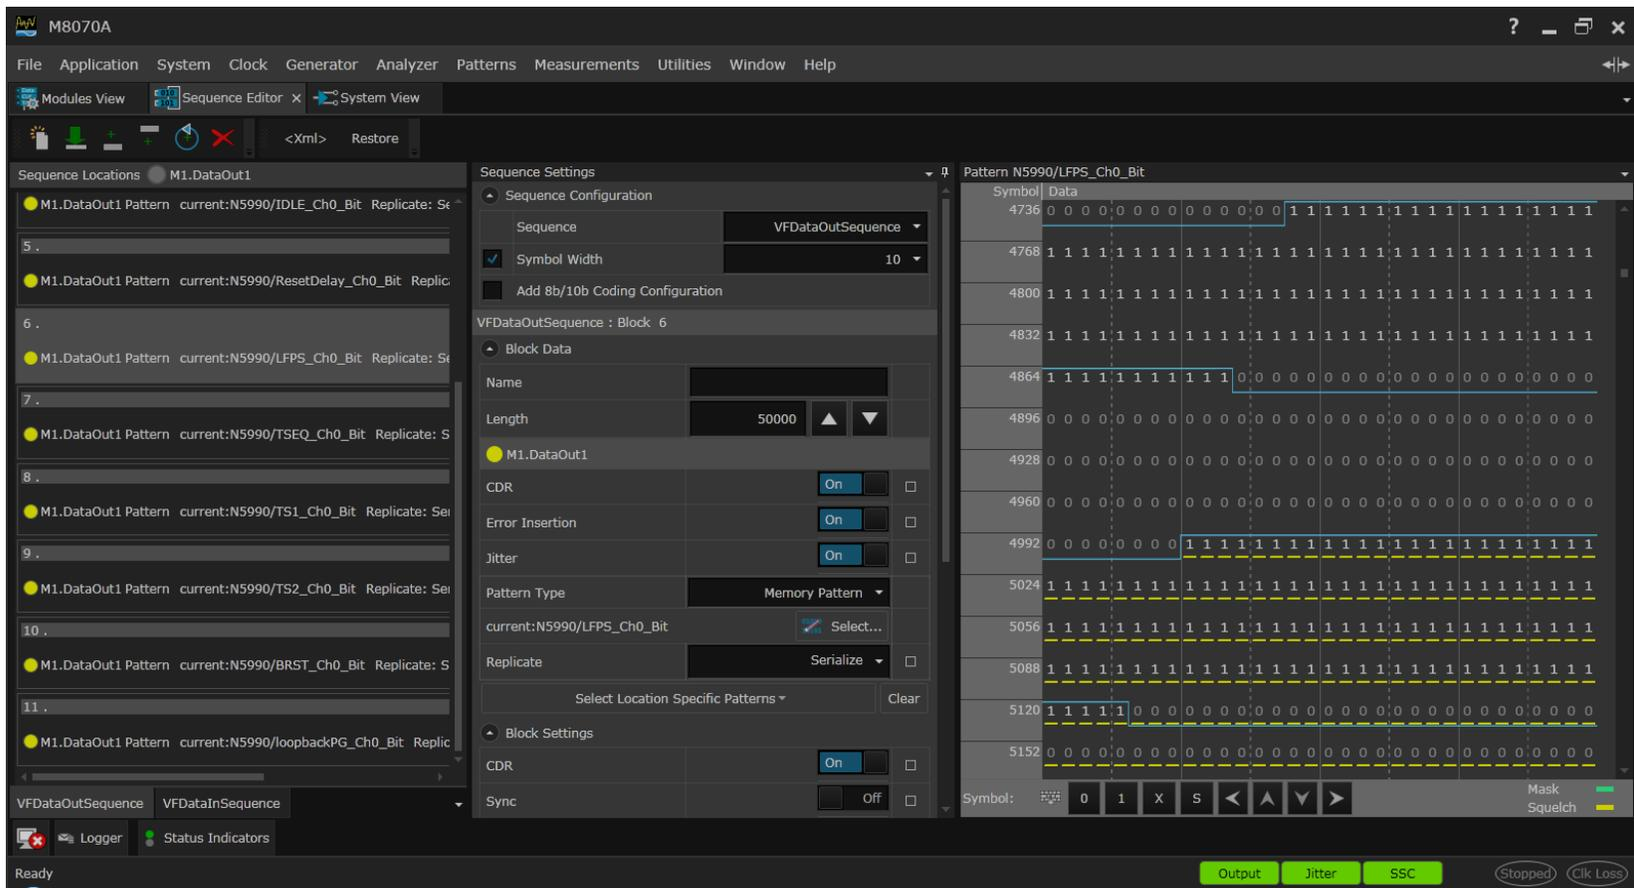 M8070A
File Application System Clock Generator Analyzer Patterns Measurements Utilities Window Help
Modules View Sequence Editor System View
<Xml> Restore
Sequence Locations M1.DataOut1
M1.DataOut1 Pattern current:N5990/IDLE_Ch0_Bit Replicate: Se
5 .
M1.DataOut1 Pattern current:N5990/ResetDelay_Ch0_Bit Replica
6 .
M1.DataOut1 Pattern current:N5990/LFPS_Ch0_Bit Replicate: Se
7 .
M1.DataOut1 Pattern current:N5990/TSEQ_Ch0_Bit Replicate: S
8 .
M1.DataOut1 Pattern current:N5990/TS1_Ch0_Bit Replicate: Ser
9 .
M1.DataOut1 Pattern current:N5990/TS2_Ch0_Bit Replicate: Ser
10 .
M1.DataOut1 Pattern current:N5990/BRST_Ch0_Bit Replicate: S
11 .
M1.DataOut1 Pattern current:N5990/loopbackPG_Ch0_Bit Replic
VFDataOutSequence VFDataInSequence
Sequence Settings
Sequence Configuration
Sequence VFDataOutSequence
Symbol Width 10
Add 8b/10b Coding Configuration
VFDataOutSequence : Block 6
Block Data
Name
Length 50000
M1.DataOut1
CDR On
Error Insertion On
Jitter On
Pattern Type Memory Pattern
current:N5990/LFPS_Ch0_Bit Select...
Replicate Serialize
Select Location Specific Patterns Clear
Block Settings
CDR On
Sync Off
Pattern N5990/LFPS_Ch0_Bit
Symbol Data
4736 0 0 0 0 0 0 0 0 0 0 0 0 0 0 1 1 1 1 1 1 1 1 1 1 1 1 1 1 1 1 1 1
4768 1 1 1 1 1 1 1 1 1 1 1 1 1 1 1 1 1 1 1 1 1 1 1 1 1 1 1 1 1 1 1 1
4800 1 1 1 1 1 1 1 1 1 1 1 1 1 1 1 1 1 1 1 1 1 1 1 1 1 1 1 1 1 1 1 1
4832 1 1 1 1 1 1 1 1 1 1 1 1 1 1 1 1 1 1 1 1 1 1 1 1 1 1 1 1 1 1 1 1
4864 1 1 1 1 1 1 1 1 1 1 1 0 0 0 0 0 0 0 0 0 0 0 0 0 0 0 0 0 0 0 0 0
4896 0 0 0 0 0 0 0 0 0 0 0 0 0 0 0 0 0 0 0 0 0 0 0 0 0 0 0 0 0 0 0 0
4928 0 0 0 0 0 0 0 0 0 0 0 0 0 0 0 0 0 0 0 0 0 0 0 0 0 0 0 0 0 0 0 0
4960 0 0 0 0 0 0 0 0 0 0 0 0 0 0 0 0 0 0 0 0 0 0 0 0 0 0 0 0 0 0 0 0
4992 0 0 0 0 0 0 0 0 1 1 1 1 1 1 1 1 1 1 1 1 1 1 1 1 1 1 1 1 1 1 1 1
5024 1 1 1 1 1 1 1 1 1 1 1 1 1 1 1 1 1 1 1 1 1 1 1 1 1 1 1 1 1 1 1 1
5056 1 1 1 1 1 1 1 1 1 1 1 1 1 1 1 1 1 1 1 1 1 1 1 1 1 1 1 1 1 1 1 1
5088 1 1 1 1 1 1 1 1 1 1 1 1 1 1 1 1 1 1 1 1 1 1 1 1 1 1 1 1 1 1 1 1
5120 1 1 1 1 1 0 0 0 0 0 0 0 0 0 0 0 0 0 0 0 0 0 0 0 0 0 0 0 0 0 0 0
5152 0 0 0 0 0 0 0 0 0 0 0 0 0 0 0 0 0 0 0 0 0 0 0 0 0 0 0 0 0 0 0 0
Symbol: 0 1 X S
Mask
Squelch
Logger Status Indicators
Ready
Output Jitter SSC Stopped Clk Loss